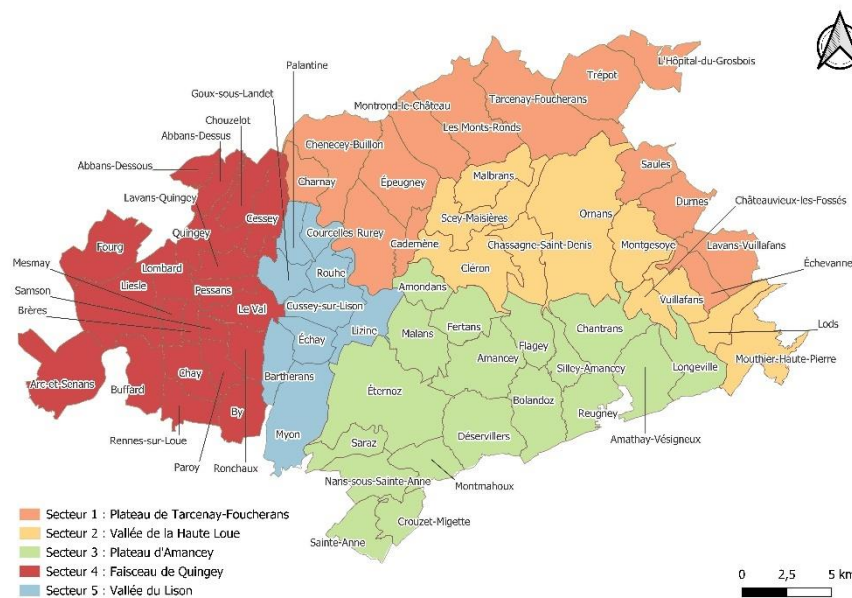 L'Hôpital-du-Grosbois
Trépot
Palantine
Tarcenay-Foucherans
Goux-sous-Landet
Montrond-le-Château
Chouzelot
Les Monts-Ronds
Abbans-Dessus
Chenecey-Buillon
Abbans-Dessous
Saules
Malbrans
Charnay
Épeugney
Châteauvieux-les-Fossés
Durnes
Lavans-Quingey
Scey-Maisières
Ornans
Cessey
Quingey
Courcelles
Rurey
Fourg
Cademène
Chassagne-Saint-Denis
Montgesoye
Lavans-Vuillafans
Mesmay
Lombard
Rouhe
Cléron
Échevannes
Liesle
Pessans
Amondans
Samson
Vuillafans
Brères
Le Val
Cussey-sur-Lison
Lizine
Fertans
Chantrans
Lods
Échay
Malans
Flagey
Amancey
Silley-Amancey
Longeville
Mouthier-Haute-Pierre
Arc-et-Senans
Chay
Bartherans
Buffard
Éternoz
Bolandoz
By
Reugney
Myon
Déservillers
Rennes-sur-Loue
Saraz
Amathay-Vésigneux
Paroy
Ronchaux
Nans-sous-Sainte-Anne
Montmahoux
Crouzet-Migette
Sainte-Anne
Secteur 1 : Plateau de Tarcenay-Foucherans
Secteur 2 : Vallée de la Haute Loue
Secteur 3 : Plateau d'Amancey
Secteur 4 : Faisceau de Quingey
Secteur 5 : Vallée du Lison
0 2,5 5 km